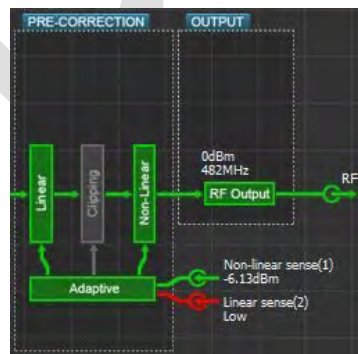 PRE-CORRECTION
OUTPUT
Linear
Clipping
Non-Linear
0dBm
482MHz
RF Output
RF
Adaptive
Non-linear sense(1)
-6.13dBm
Linear sense(2)
Low